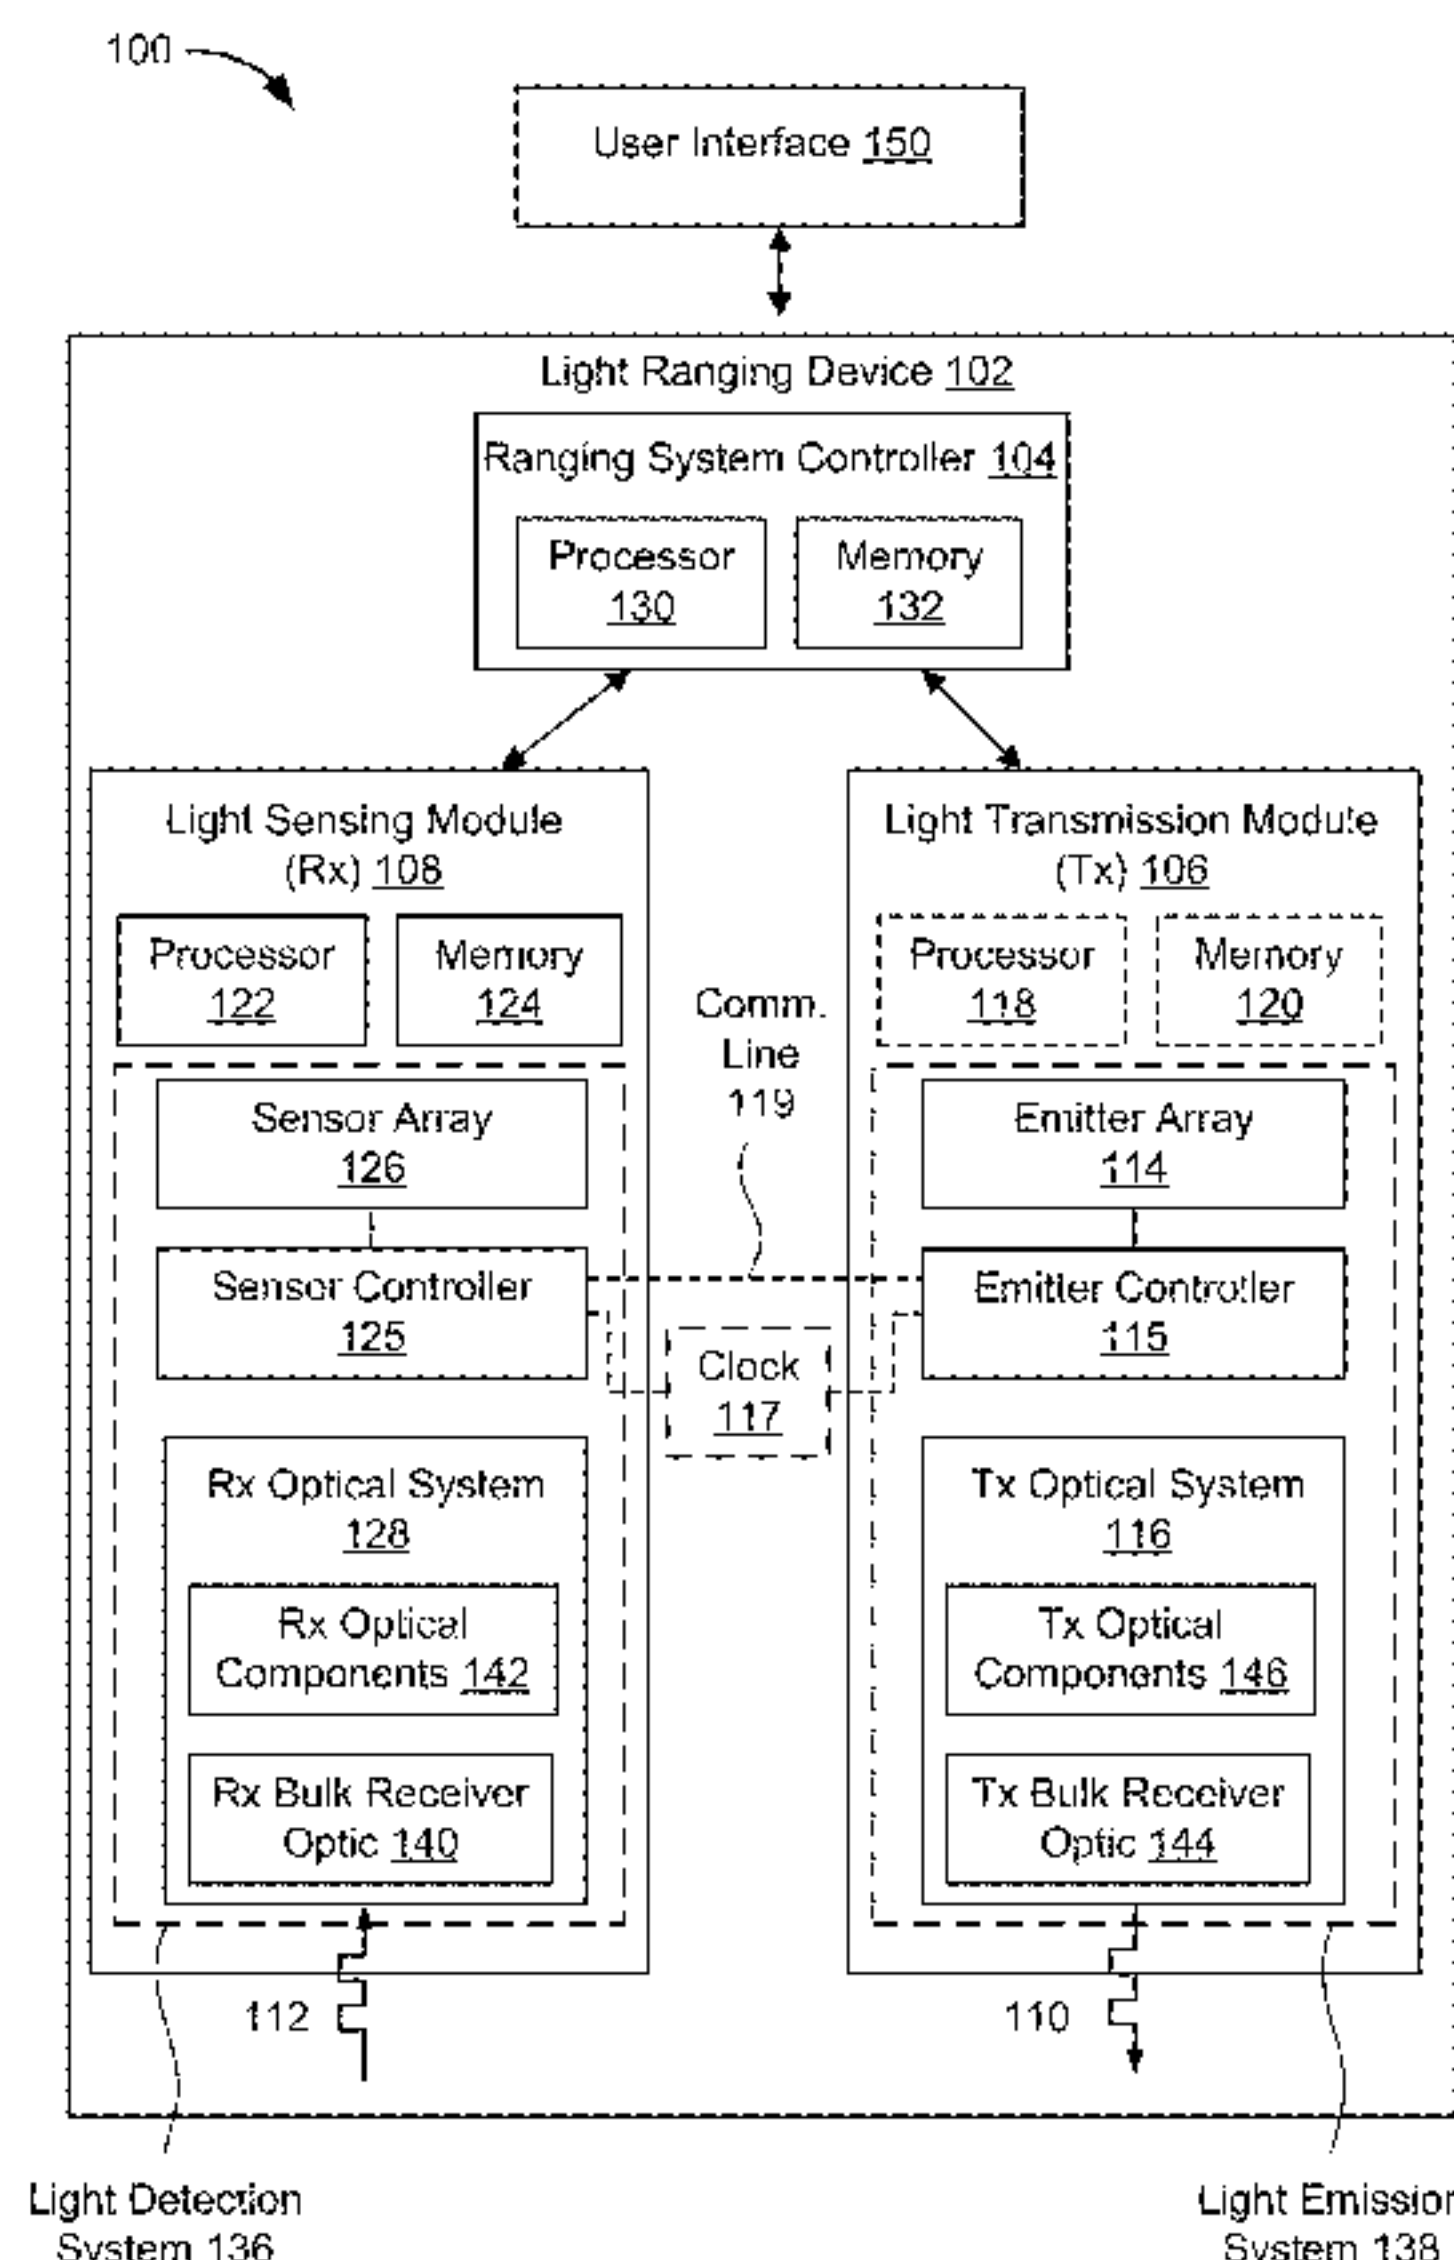 100
User Interface 150
Light Ranging Device 102
Ranging System Controller 104
Processor
130
Memory
132
Light Sensing Module
(Rx) 108
Processor
122
Memory
124
Sensor Array
126
Sensor Controller
125
Rx Optical System
128
Rx Optical
Components 142
Rx Bulk Receiver
Optic 140
112
Comm.
Line
119
Clock
117
Light Transmission Module
(Tx) 106
Processor
118
Memory
120
Emitter Array
114
Emitter Controller
115
Tx Optical System
116
Tx Optical
Components 146
Tx Bulk Receiver
Optic 144
110
Light Detection
System 136
Light Emission
System 138